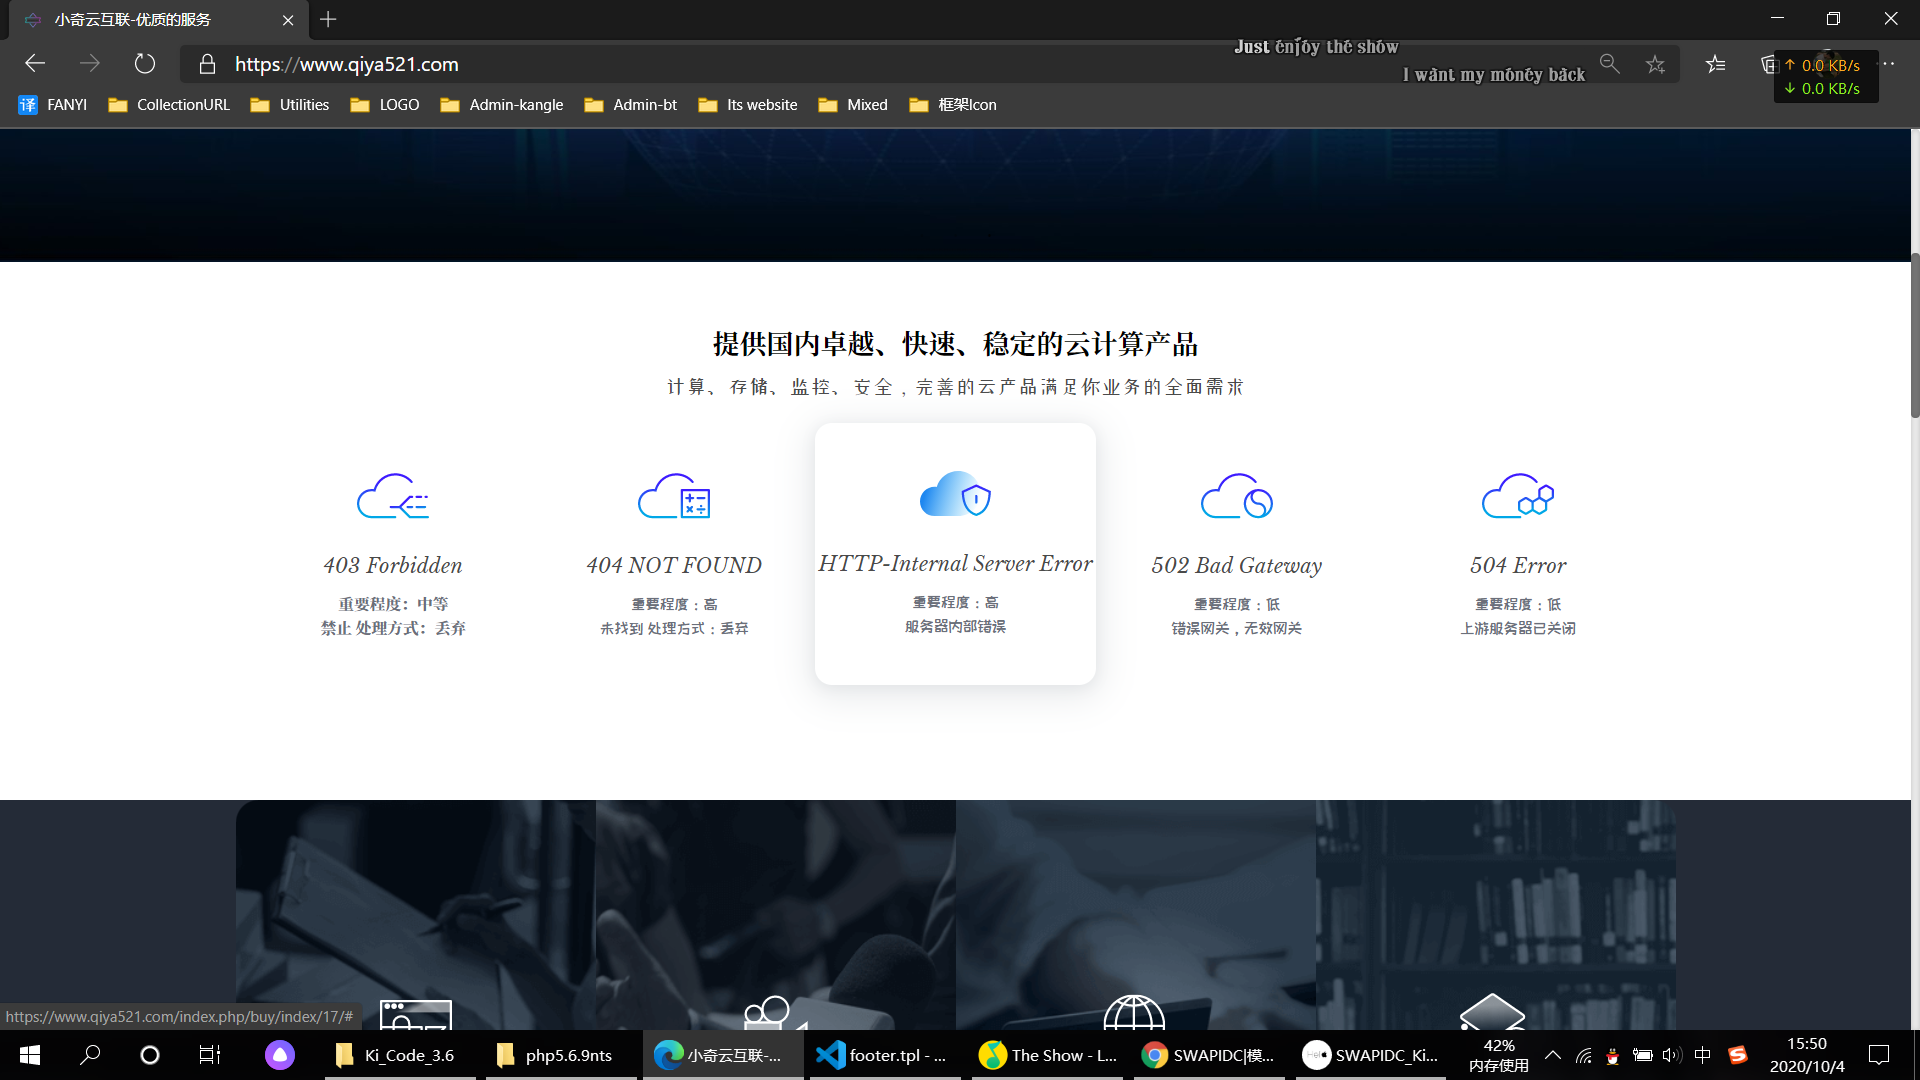 小奇云互联-优质的服务
https://www.qiya521.com
Just enjoy the show
I want my money back
↑ 0.0 KB/s
↓ 0.0 KB/s
译 FANYI CollectionURL Utilities LOGO Admin-kangle Admin-bt Its website Mixed 框架Icon
提供国内卓越、快速、稳定的云计算产品
计算、存储、监控、安全，完善的云产品满足你业务的全面需求
403 Forbidden
重要程度：中等
禁止 处理方式：丢弃
404 NOT FOUND
重要程度：高
未找到 处理方式：丢弃
HTTP-Internal Server Error
重要程度：高
服务器内部错误
502 Bad Gateway
重要程度：低
错误网关，无效网关
504 Error
重要程度：低
上游服务器已关闭
https://www.qiya521.com/index.php/buy/index/17/#
Ki_Code_3.6 php5.6.9nts 小奇云互联-... footer.tpl - ... The Show - L... SWAPIDC|模... SWAPIDC_Ki...
42%
内存使用
中
15:50
2020/10/4